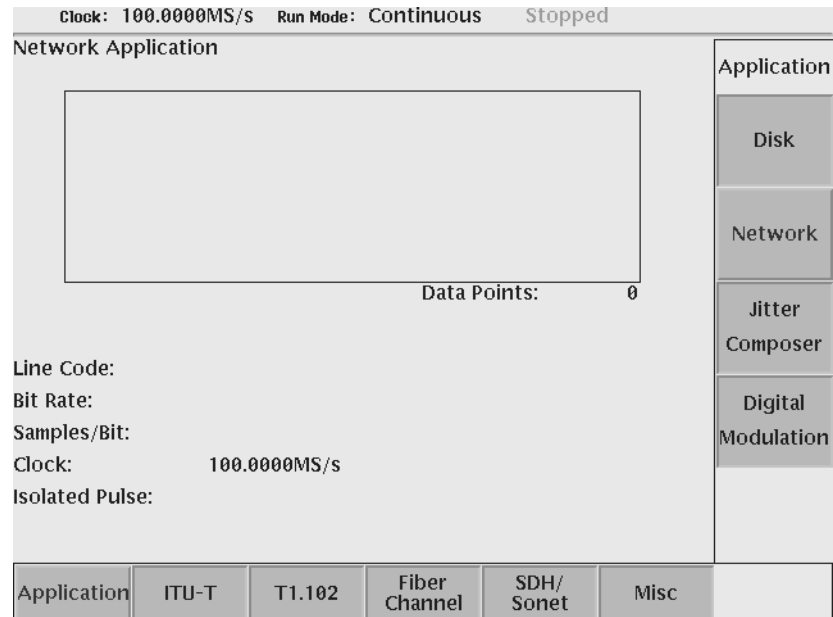 Clock: 100.0000MS/s Run Mode: Continuous Stopped
Network Application
Data Points: 0
Line Code:
Bit Rate:
Samples/Bit:
Clock: 100.0000MS/s
Isolated Pulse:
Application
Disk
Network
Jitter
Composer
Digital
Modulation
Application
ITU-T
T1.102
Fiber
Channel
SDH/
Sonet
Misc